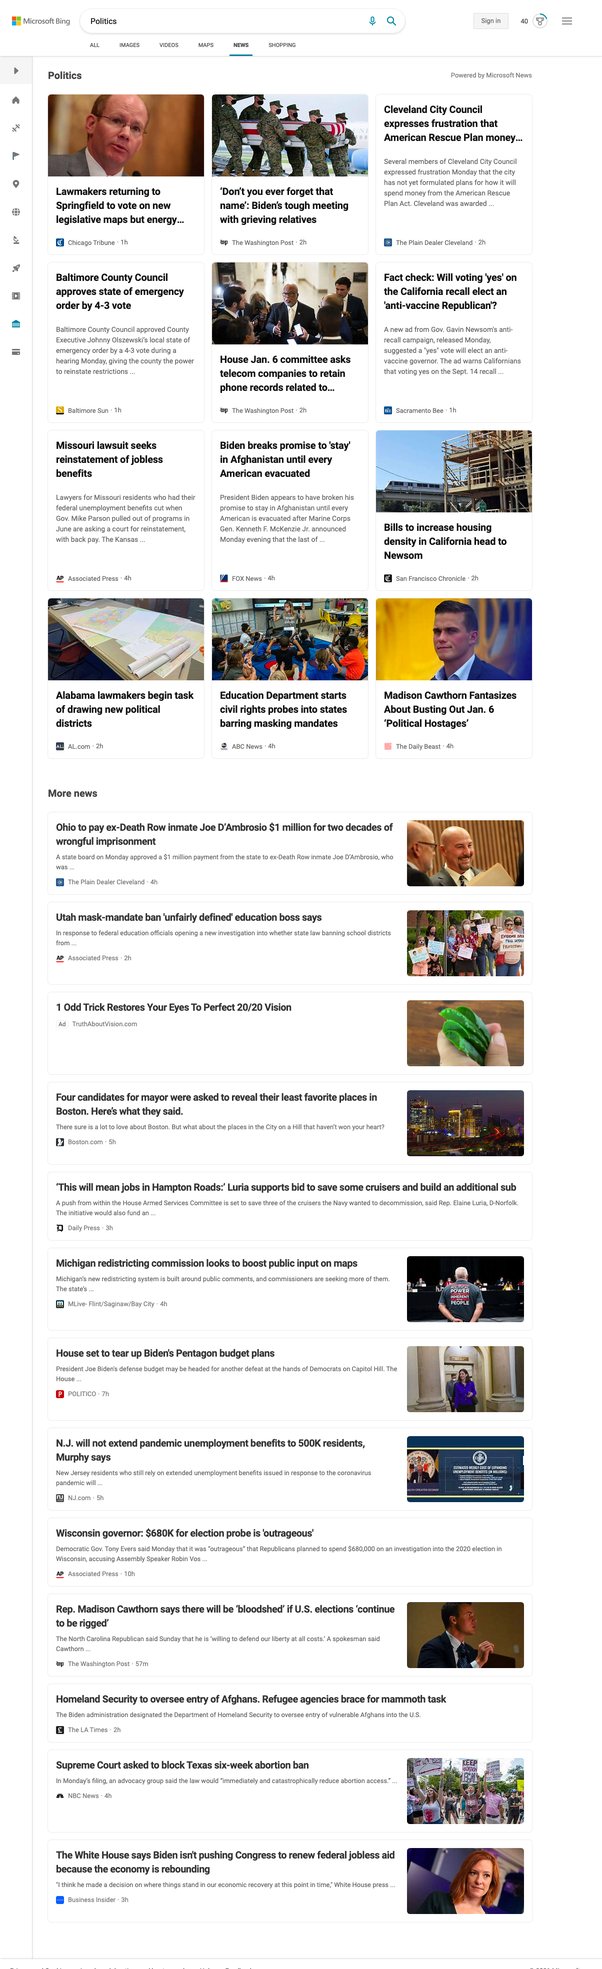 Microsoft Bing
Politics
Sign in
40
ALL
IMAGES
VIDEOS
MAPS
NEWS
SHOPPING
Politics
Powered by Microsoft News
Lawmakers returning to
Springfield to vote on new
legislative maps but energy...
Chicago Tribune · 1h
'Don't you ever forget that
name': Biden's tough meeting
with grieving relatives
The Washington Post · 2h
Cleveland City Council
expresses frustration that
American Rescue Plan money...
Several members of Cleveland City Council
expressed frustration Monday that the city
has not yet formulated plans for how it will
spend money from the American Rescue
Plan Act. Cleveland was awarded ...
The Plain Dealer Cleveland · 2h
Baltimore County Council
approves state of emergency
order by 4-3 vote
Baltimore County Council approved County
Executive Johnny Olszewski's local state of
emergency order by a 4-3 vote during a
hearing Monday, giving the county the power
to reinstate restrictions ...
Baltimore Sun · 1h
House Jan. 6 committee asks
telecom companies to retain
phone records related to...
The Washington Post · 2h
Fact check: Will voting 'yes' on
the California recall elect an
'anti-vaccine Republican'?
A new ad from Gov. Gavin Newsom's anti-
recall campaign, released Monday,
suggested a "yes" vote will elect an anti-
vaccine governor. The ad warns Californians
that voting yes on the Sept. 14 recall ...
Sacramento Bee · 1h
Missouri lawsuit seeks
reinstatement of jobless
benefits
Lawyers for Missouri residents who had their
federal unemployment benefits cut when
Gov. Mike Parson pulled out of programs in
June are asking a court for reinstatement,
with back pay. The Kansas ...
AP Associated Press · 4h
Biden breaks promise to 'stay'
in Afghanistan until every
American evacuated
President Biden appears to have broken his
promise to stay in Afghanistan until every
American is evacuated after Marine Corps
Gen. Kenneth F. McKenzie Jr. announced
Monday evening that the last of ...
FOX News · 4h
Bills to increase housing
density in California head to
Newsom
San Francisco Chronicle · 2h
Alabama lawmakers begin task
of drawing new political
districts
AL.com · 2h
Education Department starts
civil rights probes into states
barring masking mandates
ABC News · 4h
Madison Cawthorn Fantasizes
About Busting Out Jan. 6
'Political Hostages'
The Daily Beast · 4h
More news
Ohio to pay ex-Death Row inmate Joe D'Ambrosio $1 million for two decades of
wrongful imprisonment
A state board on Monday approved a $1 million payment from the state to ex-Death Row inmate Joe D'Ambrosio, who
was ...
The Plain Dealer Cleveland · 4h
Utah mask-mandate ban 'unfairly defined' education boss says
In response to federal education officials opening a new investigation into whether state law banning school districts
from ...
AP Associated Press · 2h
1 Odd Trick Restores Your Eyes To Perfect 20/20 Vision
Ad TruthAboutVision.com
Four candidates for mayor were asked to reveal their least favorite places in
Boston. Here's what they said.
There sure is a lot to love about Boston. But what about the places in the City on a Hill that haven't won your heart?
Boston.com · 5h
'This will mean jobs in Hampton Roads:' Luria supports bid to save some cruisers and build an additional sub
A push from within the House Armed Services Committee is set to save three of the cruisers the Navy wanted to decommission, said Rep. Elaine Luria, D-Norfolk.
The initiative would also fund an ...
Daily Press · 3h
Michigan redistricting commission looks to boost public input on maps
Michigan's new redistricting system is built around public comments, and commissioners are seeking more of them.
The state's ...
MLive- Flint/Saginaw/Bay City · 4h
POWER
PEOPLE
House set to tear up Biden's Pentagon budget plans
President Joe Biden's defense budget may be headed for another defeat at the hands of Democrats on Capitol Hill. The
House ...
POLITICO · 7h
N.J. will not extend pandemic unemployment benefits to 500K residents,
Murphy says
New Jersey residents who still rely on extended unemployment benefits issued in response to the coronavirus
pandemic will ...
NJ.com · 5h
Wisconsin governor: $680K for election probe is 'outrageous'
Democratic Gov. Tony Evers said Monday that it was "outrageous" that Republicans planned to spend $680,000 on an investigation into the 2020 election in
Wisconsin, accusing Assembly Speaker Robin Vos ...
AP Associated Press · 10h
Rep. Madison Cawthorn says there will be 'bloodshed' if U.S. elections 'continue
to be rigged'
The North Carolina Republican said Sunday that he is 'willing to defend our liberty at all costs.' A spokesman said
Cawthorn ...
wp The Washington Post · 57m
Homeland Security to oversee entry of Afghans. Refugee agencies brace for mammoth task
The Biden administration designated the Department of Homeland Security to oversee entry of vulnerable Afghans into the U.S.
The LA Times · 2h
Supreme Court asked to block Texas six-week abortion ban
In Monday's filing, an advocacy group said the law would "immediately and catastrophically reduce abortion access." ...
NBC News · 4h
KEEP
The White House says Biden isn't pushing Congress to renew federal jobless aid
because the economy is rebounding
"I think he made a decision on where things stand in our economic recovery at this point in time," White House press ...
Business Insider · 3h